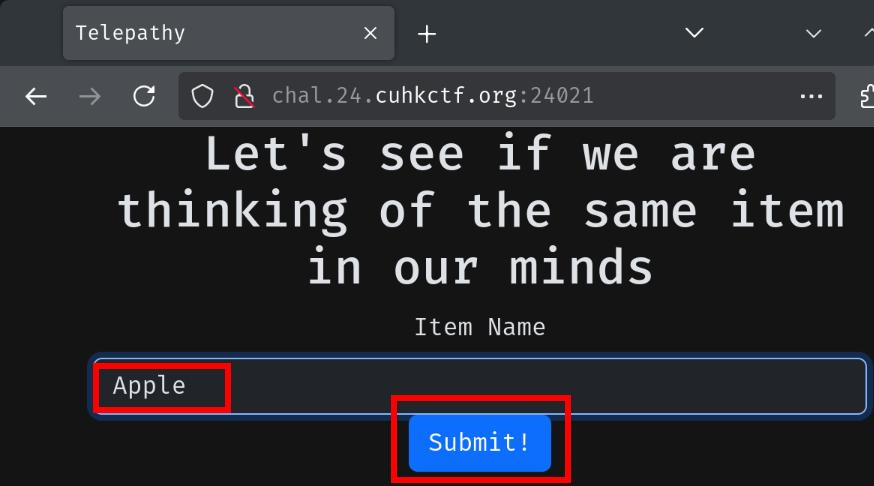 Telepathy
chal.24.cuhkctf.org:24021
Let's see if we are
thinking of the same item
in our minds
Item Name
Apple
Submit!